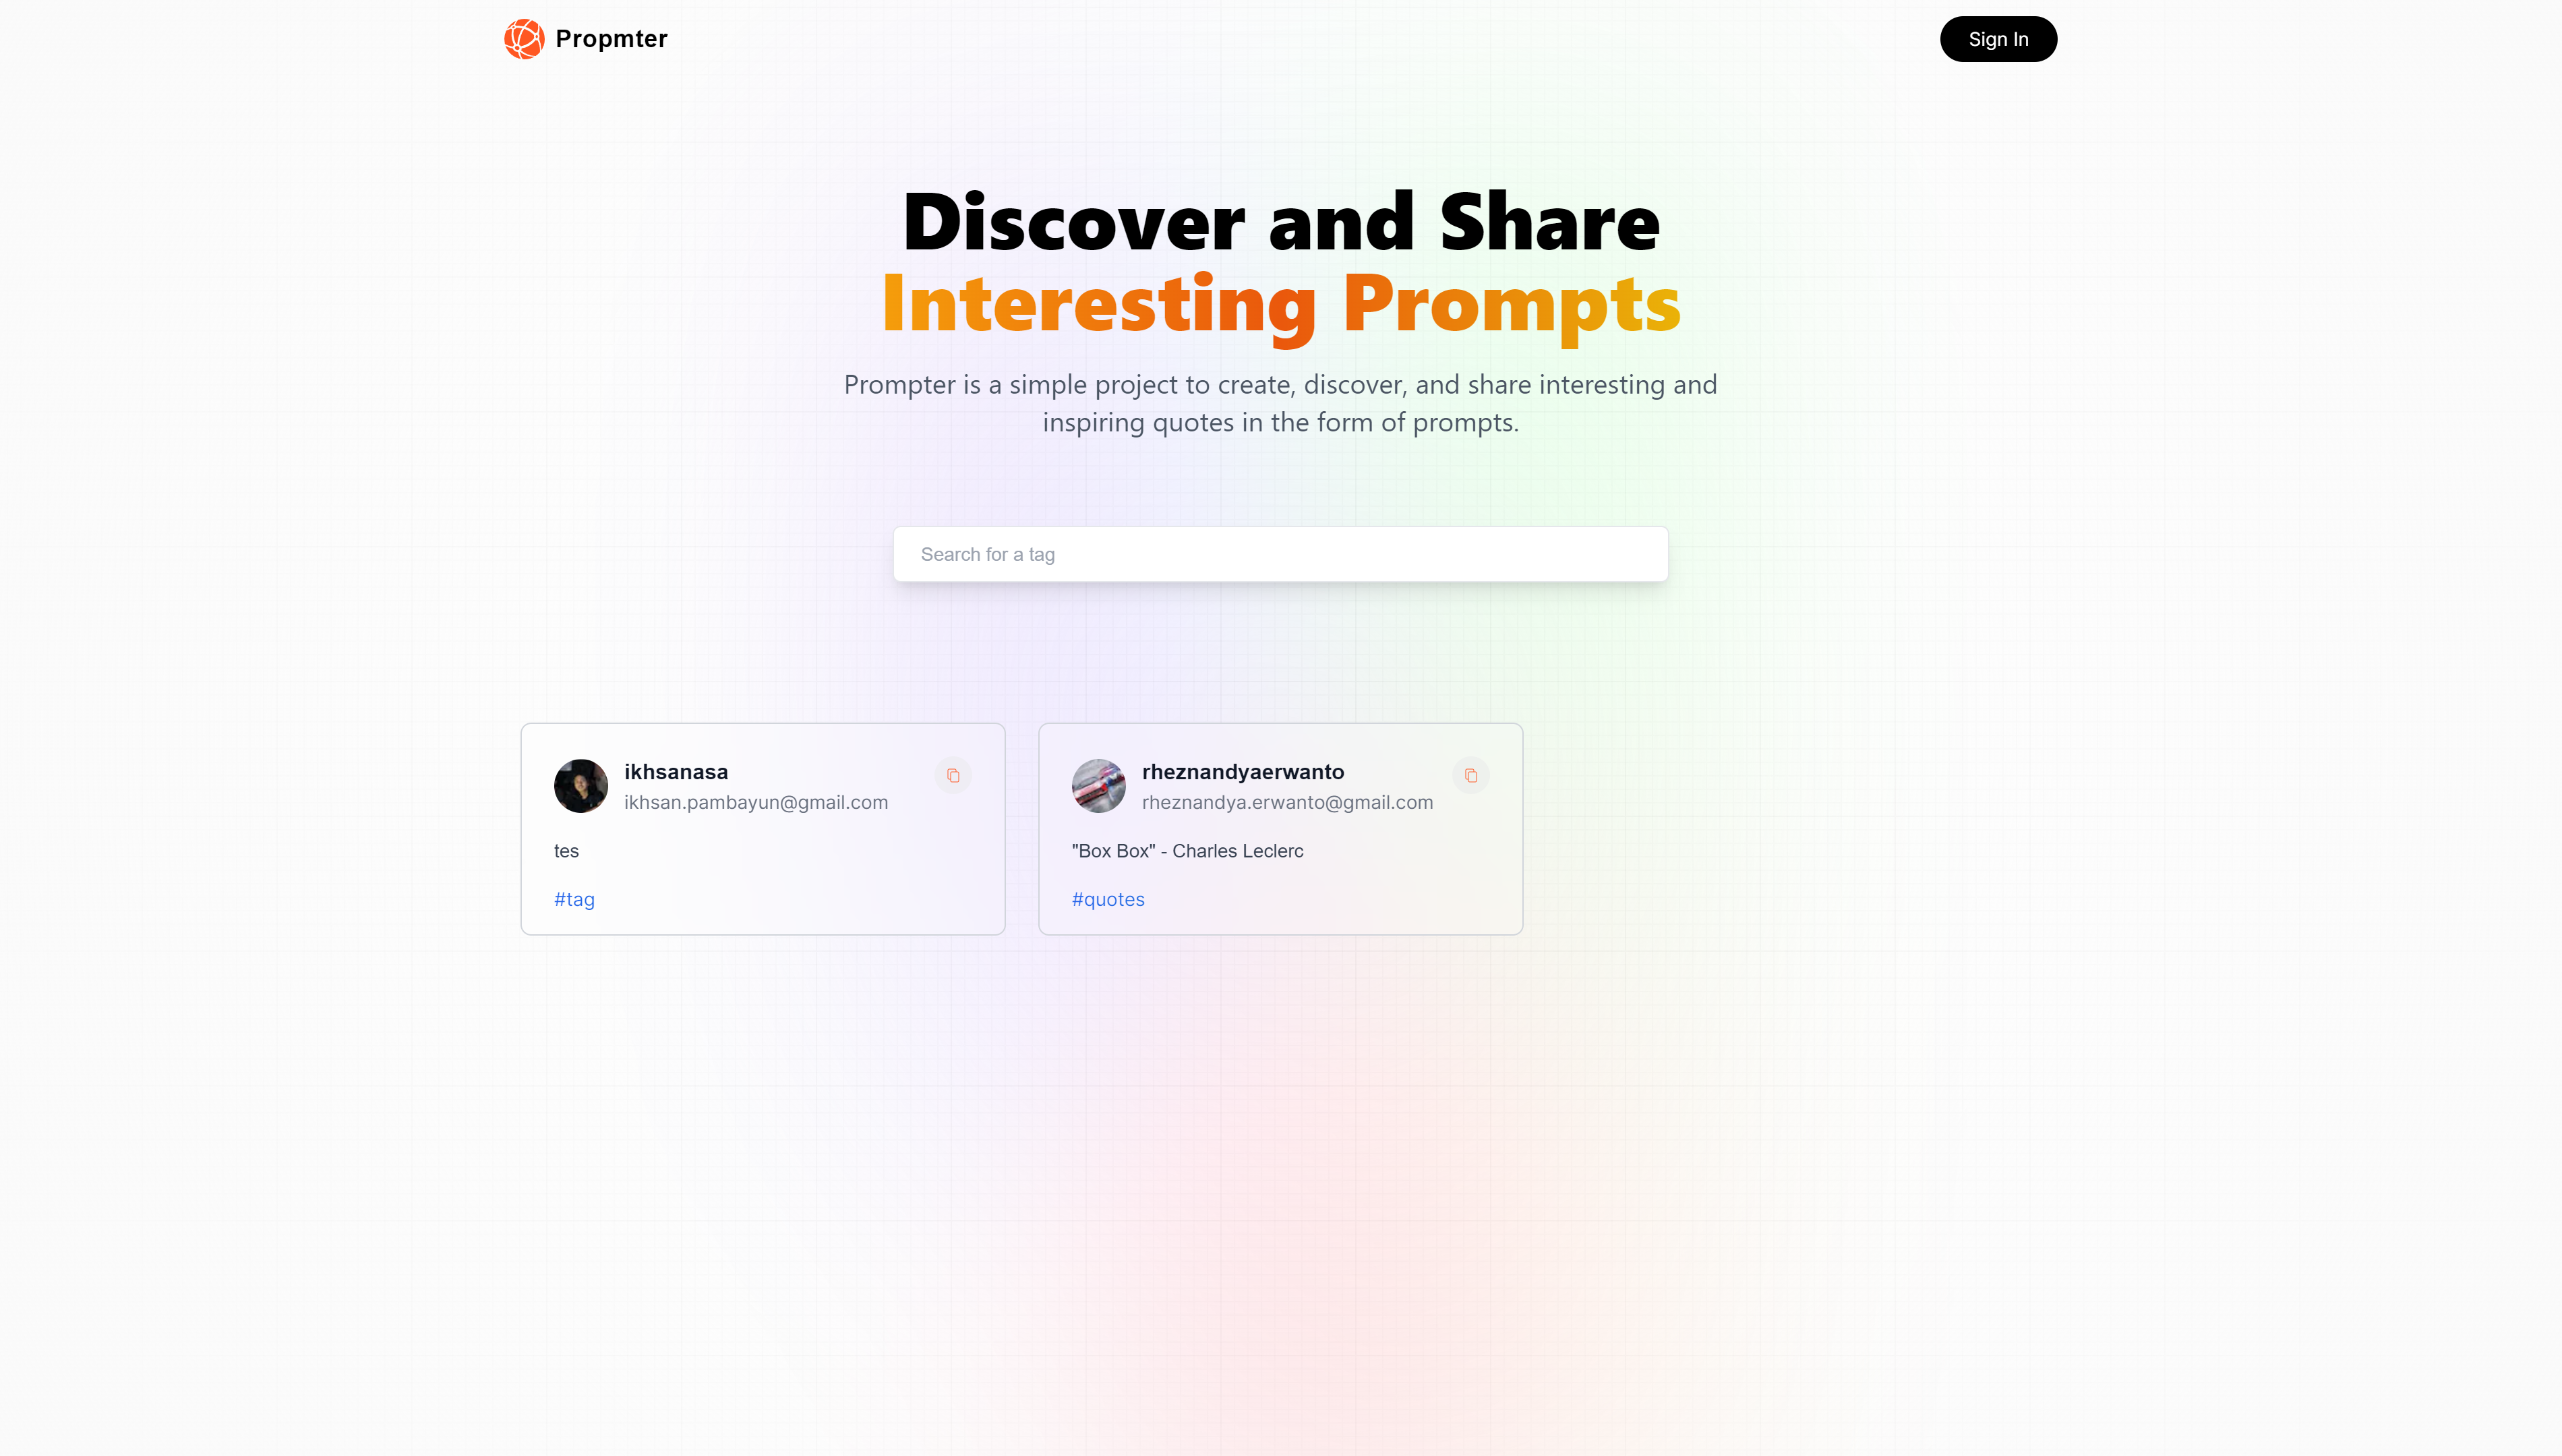 Propmter
Sign In
Discover and Share
Interesting Prompts
Prompter is a simple project to create, discover, and share interesting and
inspiring quotes in the form of prompts.
Search for a tag
ikhsanasa
ikhsan.pambayun@gmail.com
tes
#tag
rheznandyaerwanto
rheznandya.erwanto@gmail.com
"Box Box" - Charles Leclerc
#quotes